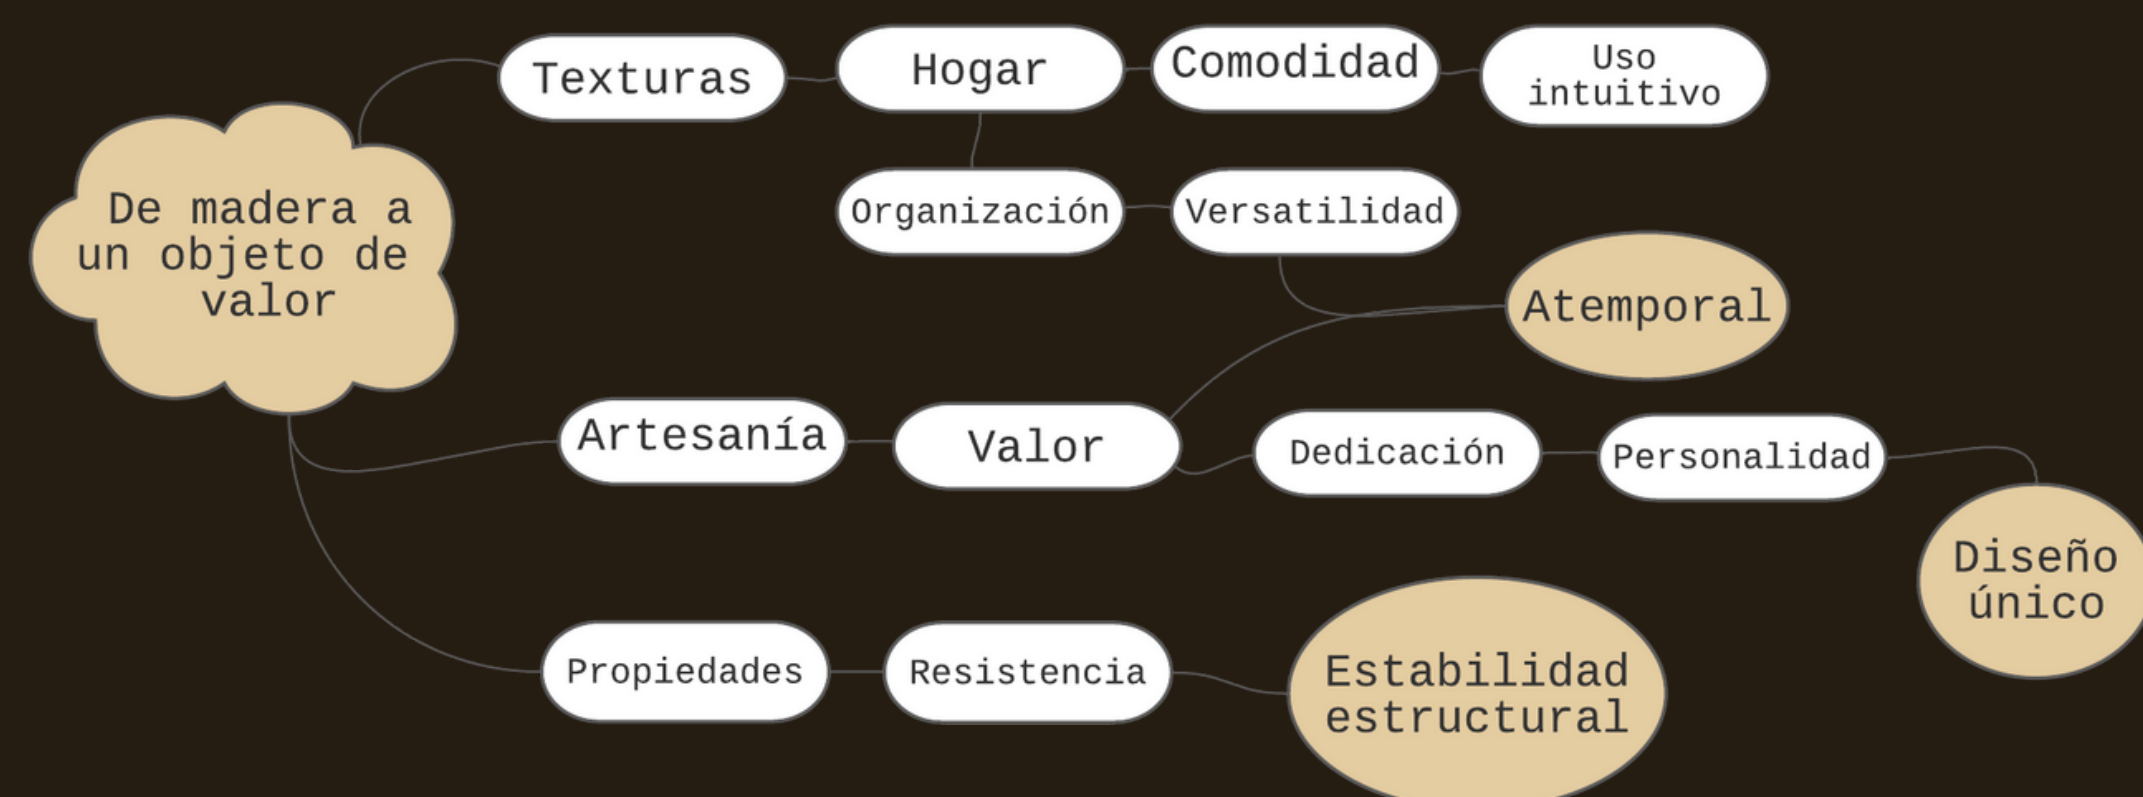 De madera a
un objeto de
valor
Texturas
Hogar
Comodidad
Uso
intuitivo
Organización
Versatilidad
Atemporal
Artesanía
Valor
Dedicación
Personalidad
Diseño
único
Propiedades
Resistencia
Estabilidad
estructural